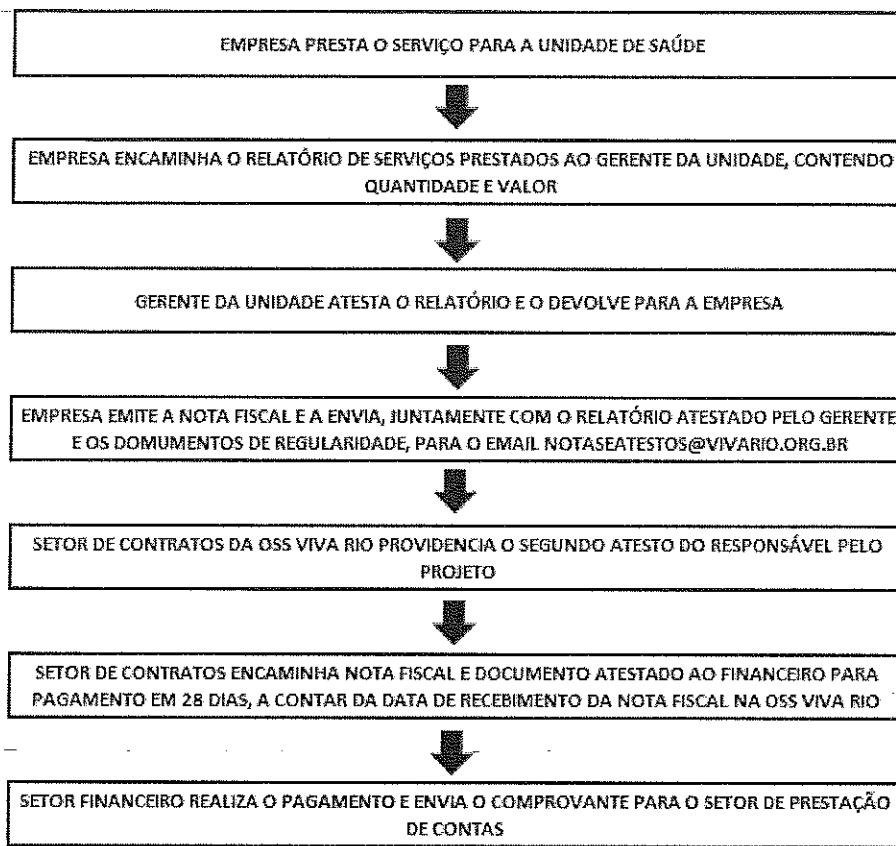 EMPRESA PRESTA O SERVIÇO PARA A UNIDADE DE SAÚDE
EMPRESA ENCAMINHA O RELATÓRIO DE SERVIÇOS PRESTADOS AO GERENTE DA UNIDADE, CONTENDO
QUANTIDADE E VALOR
GERENTE DA UNIDADE ATESTA O RELATÓRIO E O DEVOLVE PARA A EMPRESA
EMPRESA EMITE A NOTA FISCAL E A ENVIA, JUNTAMENTE COM O RELATÓRIO ATESTADO PELO GERENTE
E OS DOMUMENTOS DE REGULARIDADE, PARA O EMAIL NOTASEATESTOS@VIVARIO.ORG.BR
SETOR DE CONTRATOS DA OSS VIVA RIO PROVIDENCIA O SEGUNDO ATESTO DO RESPONSÁVEL PELO
PROJETO
SETOR DE CONTRATOS ENCAMINHA NOTA FISCAL E DOCUMENTO ATESTADO AO FINANCEIRO PARA
PAGAMENTO EM 28 DIAS, A CONTAR DA DATA DE RECEBIMENTO DA NOTA FISCAL NA OSS VIVA RIO
SETOR FINANCEIRO REALIZA O PAGAMENTO E ENVIA O COMPROVANTE PARA O SETOR DE PRESTAÇÃO
DE CONTAS